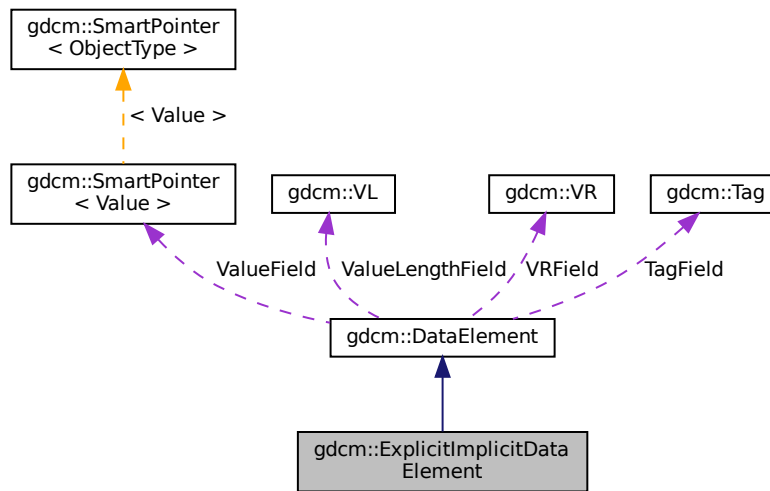 gdcm::SmartPointer
< ObjectType >
< Value >
gdcm::SmartPointer
< Value >
gdcm::VL
gdcm::VR
gdcm::Tag
ValueField
ValueLengthField
VRField
TagField
gdcm::DataElement
gdcm::ExplicitImplicitData
Element